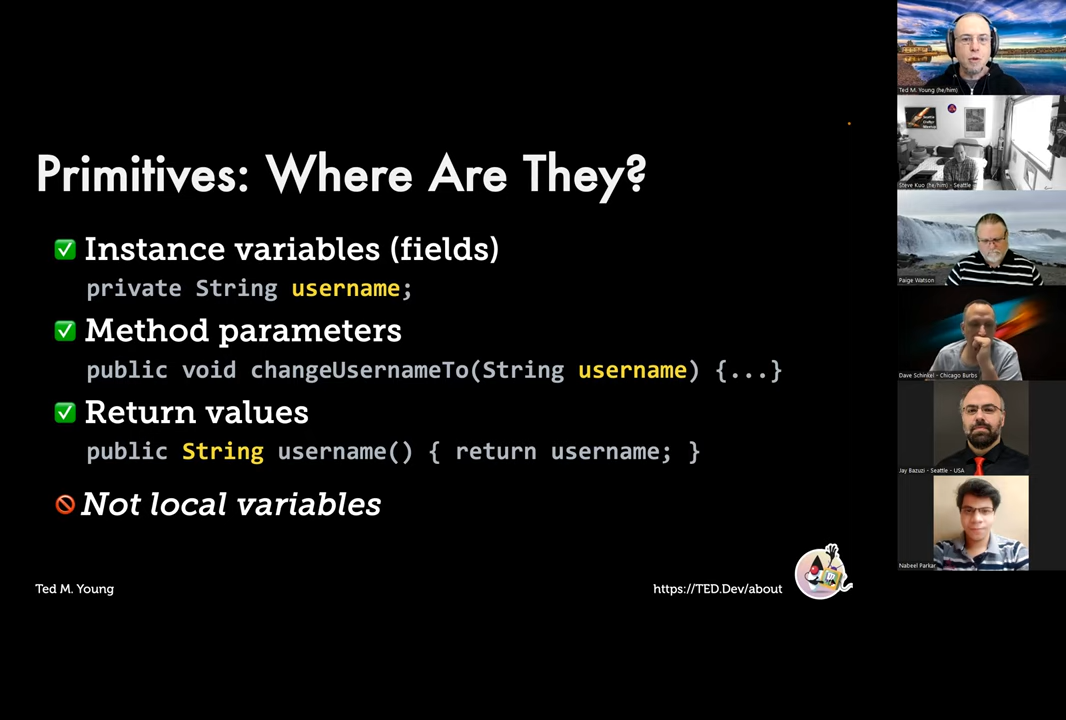 Primitives: Where Are They?
Instance variables (fields)
private String username;
Method parameters
public void changeUsernameTo(String username) {...}
Return values
public String username() { return username; }
Not local variables
Ted M. Young
https://TED.Dev/about
Ted M. Young (he/him)
Steve Kuo (he/him) - Seattle
Paige Watson
Dave Schinkel - Chicago Burbs
Jay Bazuzi - Seattle - USA
Nabeel Parkar